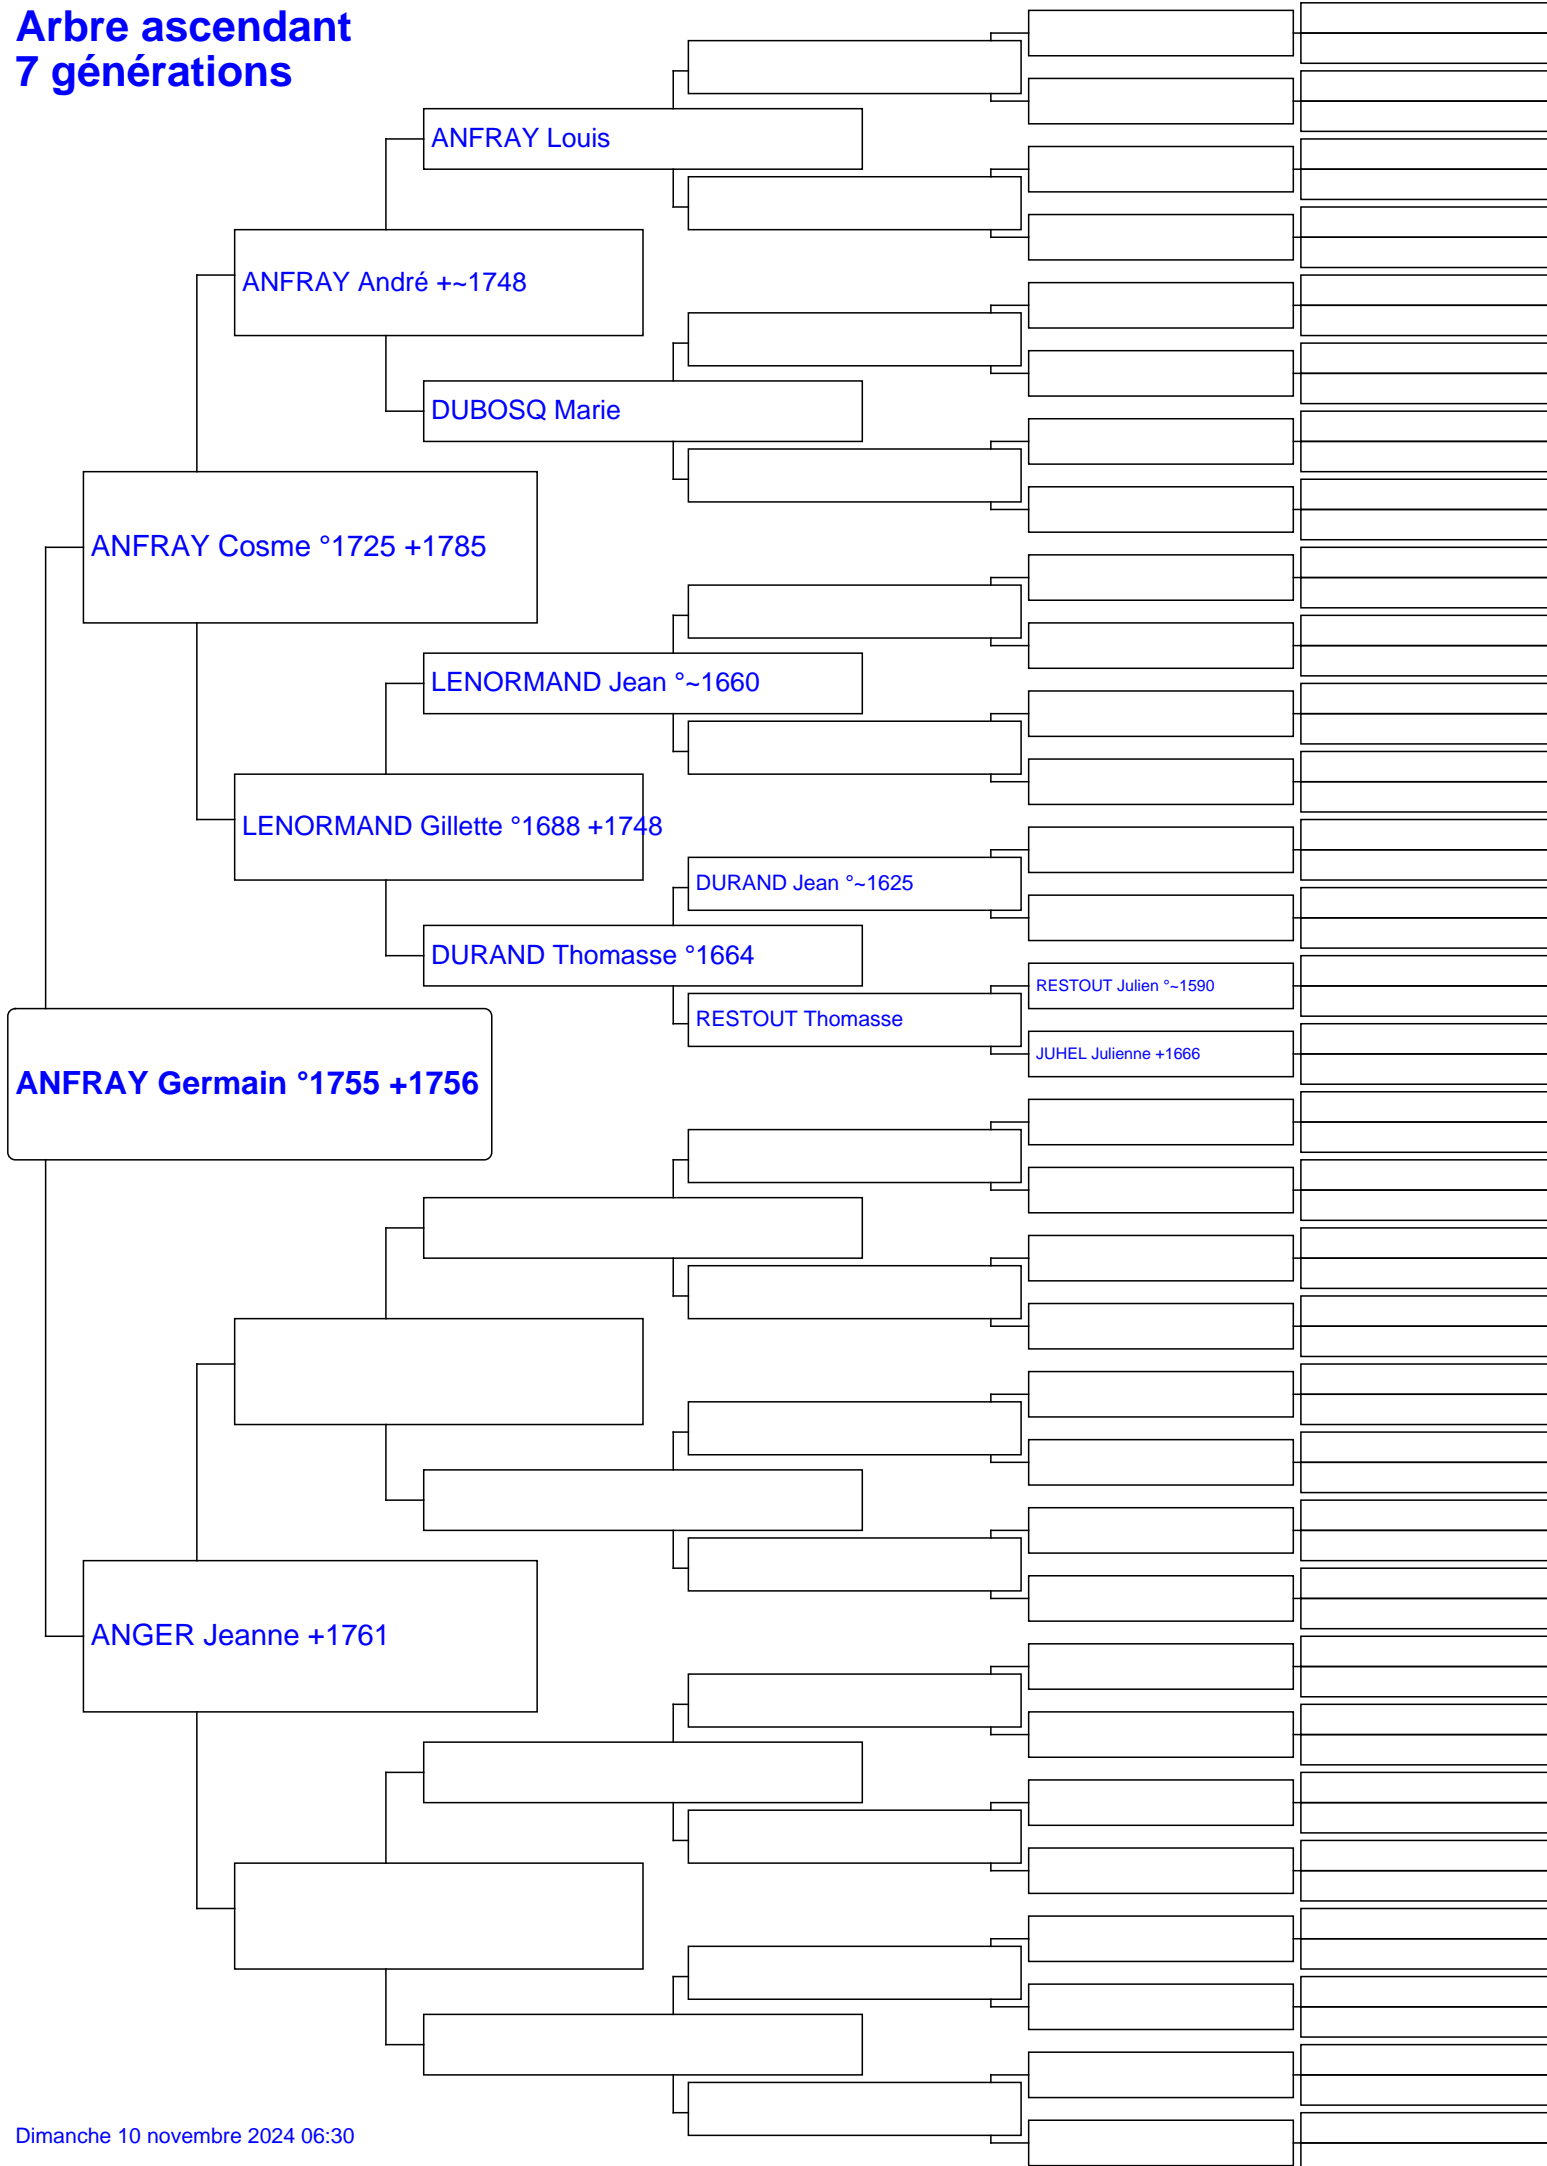 Arbre ascendant
7 générations
ANFRAY Louis
ANFRAY André +~1748
DUBOSQ Marie
ANFRAY Cosme °1725 +1785
LENORMAND Jean °~1660
LENORMAND Gillette °1688 +1748
DURAND Jean °~1625
DURAND Thomasse °1664
RESTOUT Julien °~1590
RESTOUT Thomasse
JUHEL Julienne +1666
ANFRAY Germain °1755 +1756
ANGER Jeanne +1761
Dimanche 10 novembre 2024 06:30